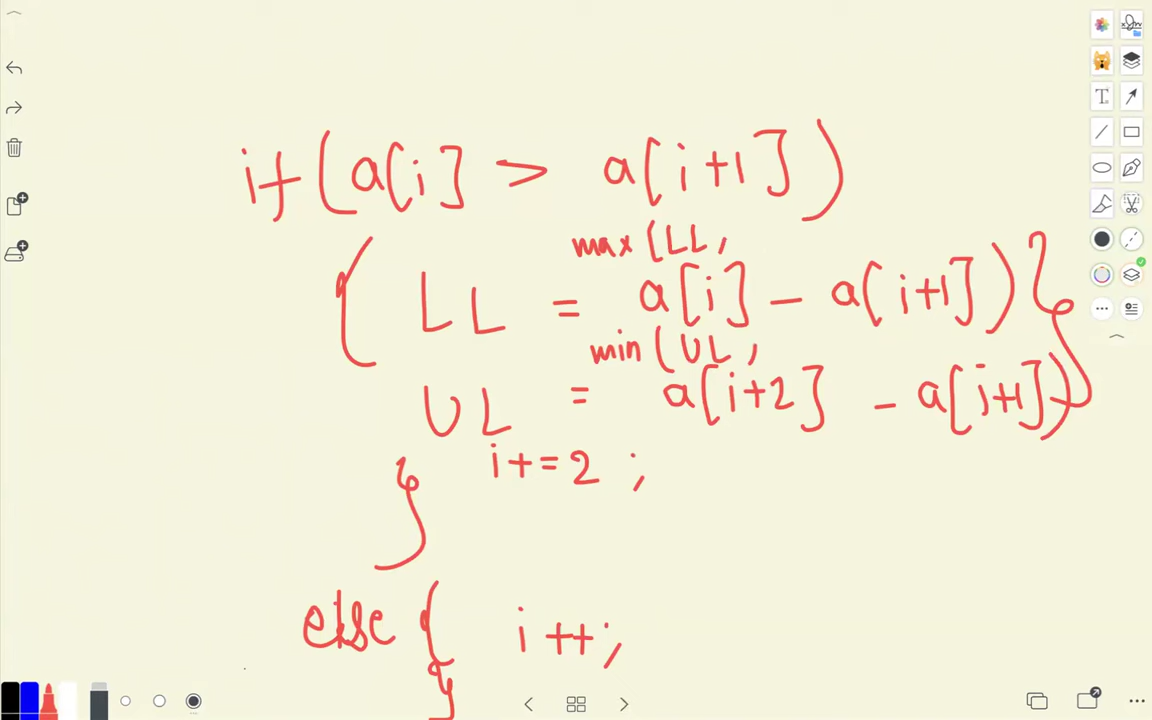 if(a[i] > a[i+1])
max(LL,
{ LL = a[i] - a[i+1]) }
min(UL,
UL = a[i+2] - a[i+1])
i+=2 ;
}
else{ i++;
}